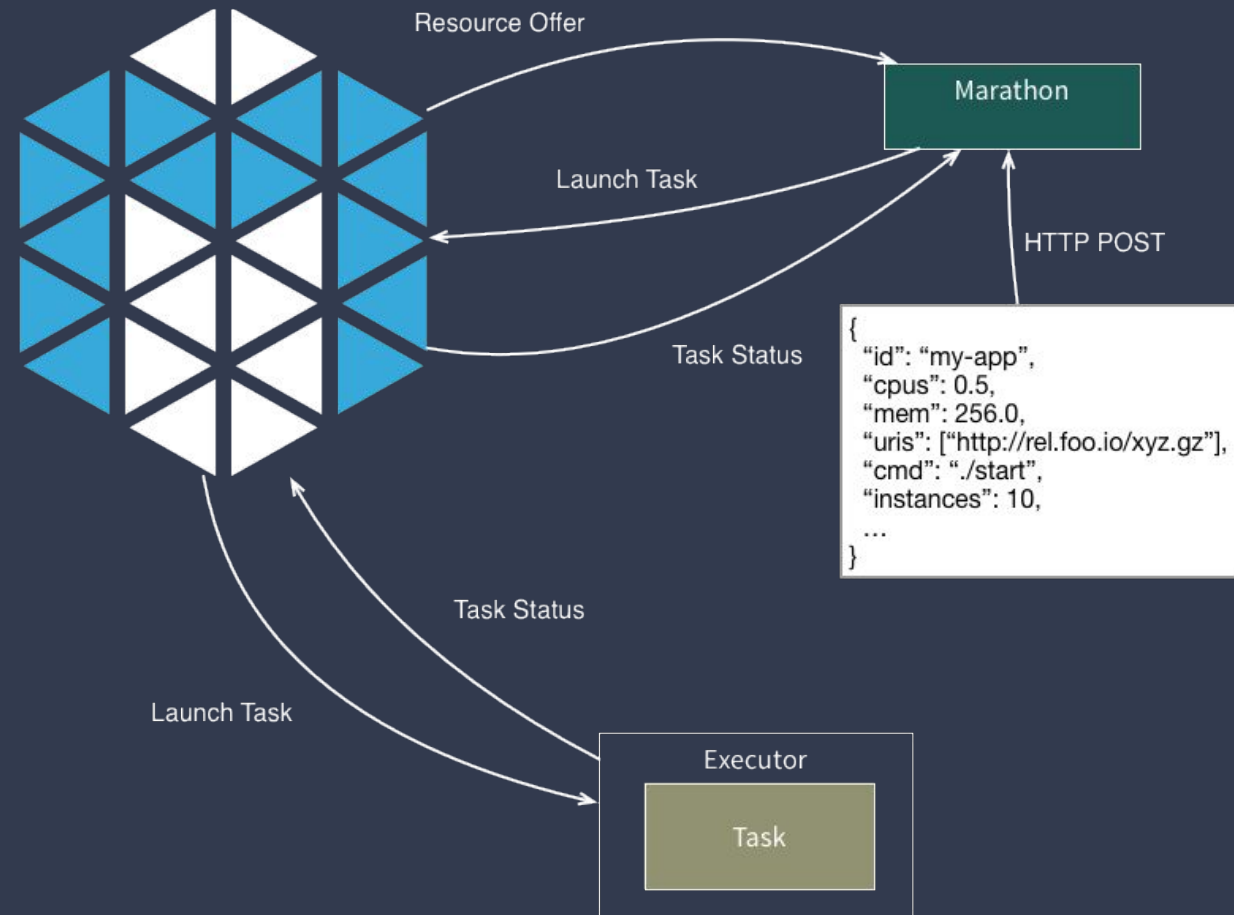 Resource Offer
Marathon
Launch Task
HTTP POST
Task Status
{
“id”: “my-app”,
“cpus”: 0.5,
“mem”: 256.0,
“uris”: [“http://rel.foo.io/xyz.gz”],
“cmd”: “./start”,
“instances”: 10,
…
}
Task Status
Launch Task
Executor
Task